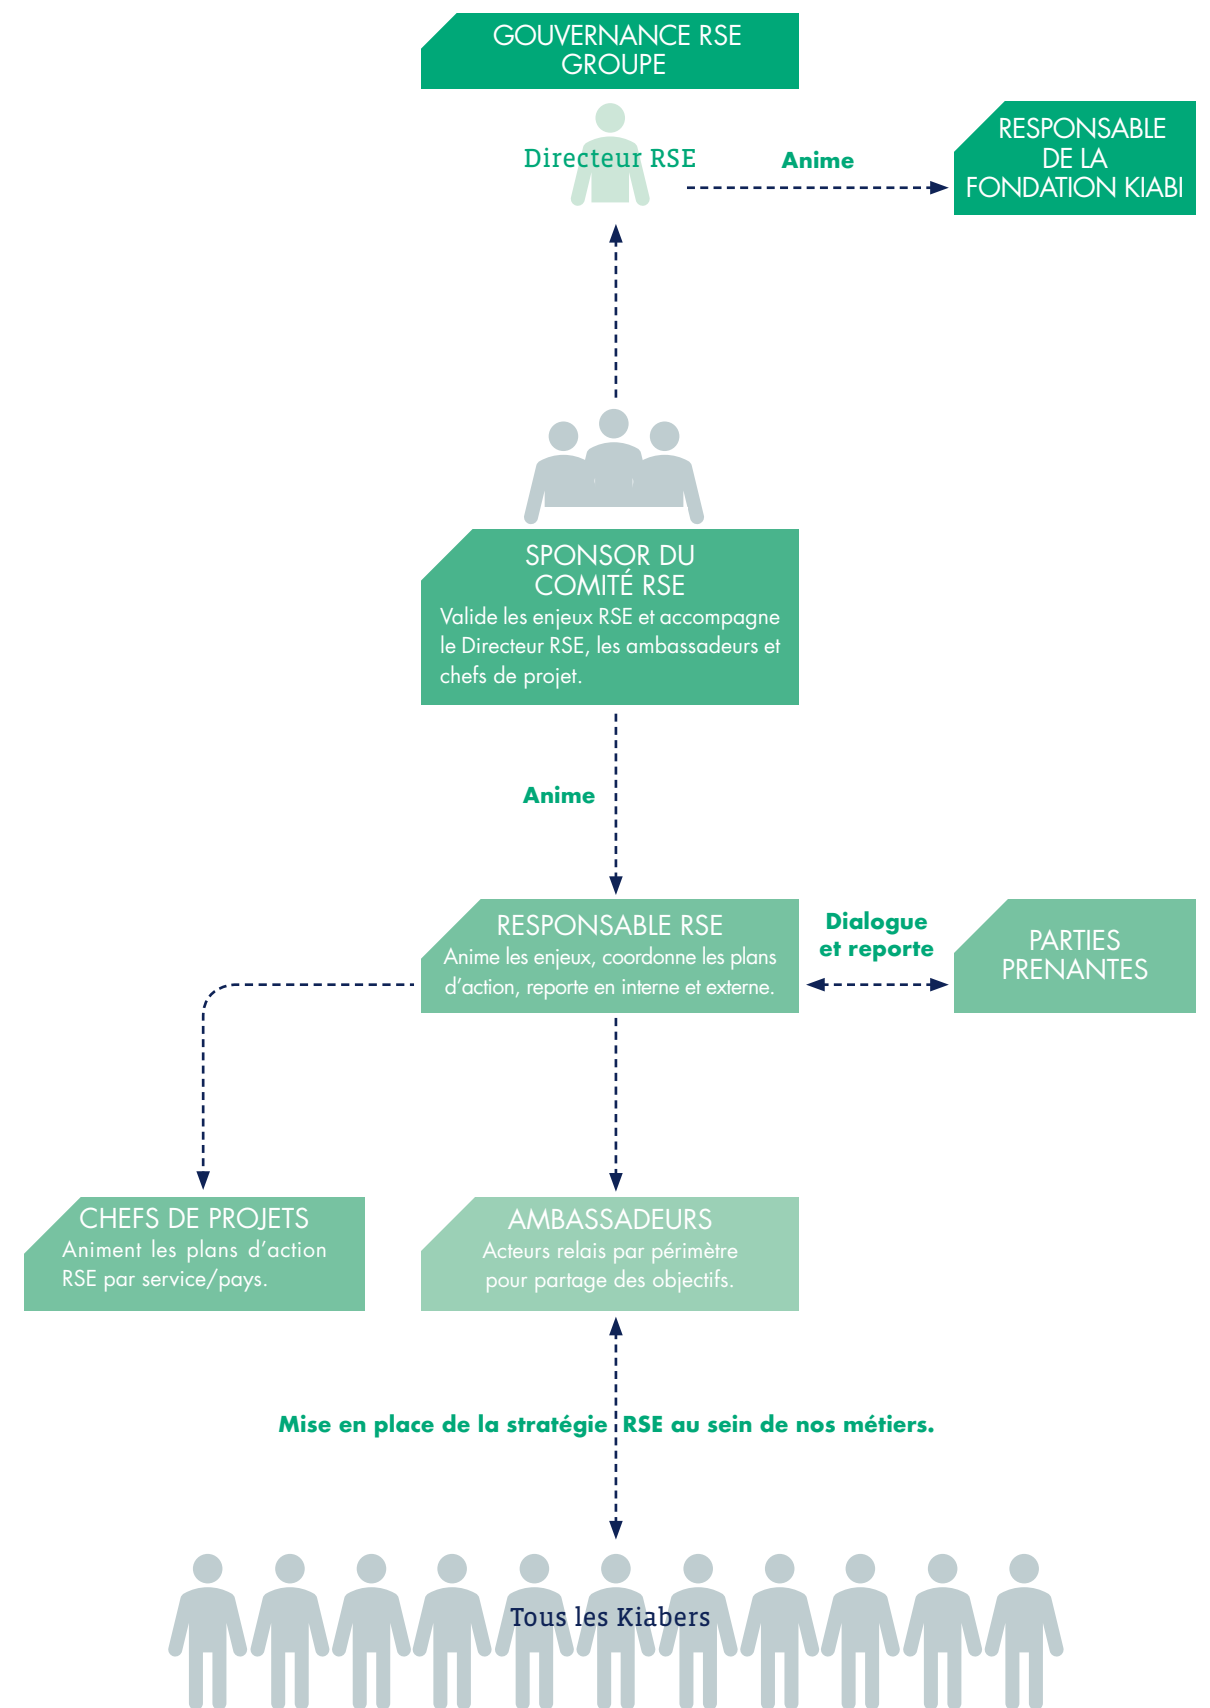 GOUVERNANCE RSE
GROUPE
Directeur RSE
Anime
RESPONSABLE
DE LA
FONDATION KIABI
SPONSOR DU
COMITÉ RSE
Valide les enjeux RSE et accompagne
le Directeur RSE, les ambassadeurs et
chefs de projet.
Anime
RESPONSABLE RSE
Anime les enjeux, coordonne les plans
d’action, reporte en interne et externe.
Dialogue
et reporte
PARTIES
PRENANTES
CHEFS DE PROJETS
Animent les plans d’action
RSE par service/pays.
AMBASSADEURS
Acteurs relais par périmètre
pour partage des objectifs.
Mise en place de la stratégie RSE au sein de nos métiers.
Tous les Kiabers